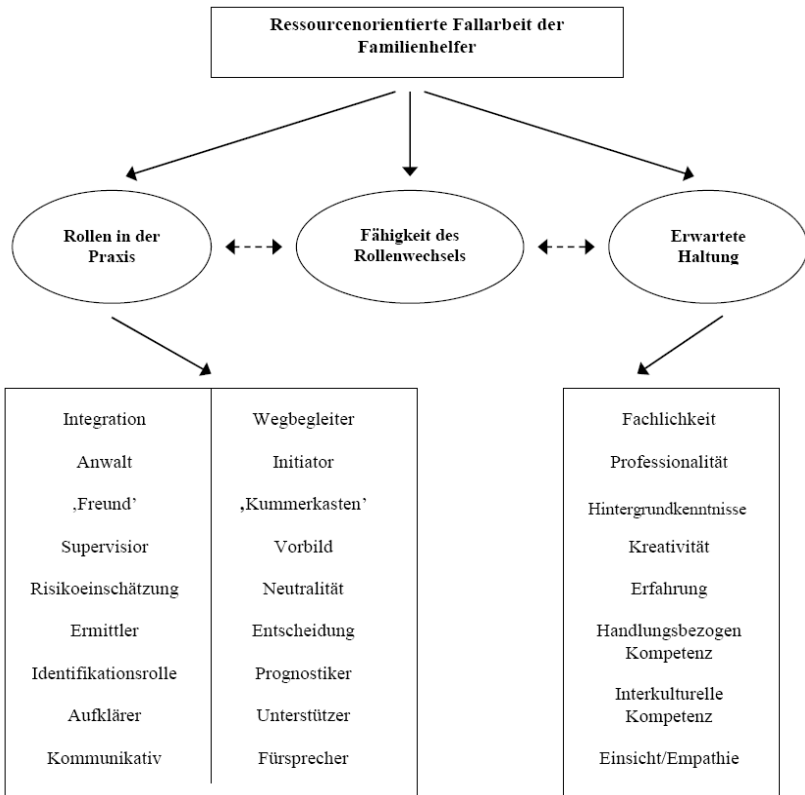 Ressourcenorientierte Fallarbeit der
Familienhelfer
Rollen in der
Praxis
Fähigkeit des
Rollenwechsels
Erwartete
Haltung
Integration
Anwalt
‚Freund’
Supervisior
Risikoeinschätzung
Ermittler
Identifikationsrolle
Aufklärer
Kommunikativ
Wegbegleiter
Initiator
‚Kummerkasten’
Vorbild
Neutralität
Entscheidung
Prognostiker
Unterstützer
Fürsprecher
Fachlichkeit
Professionalität
Hintergrundkenntnisse
Kreativität
Erfahrung
Handlungsbezogen
Kompetenz
Interkulturelle
Kompetenz
Einsicht/Empathie